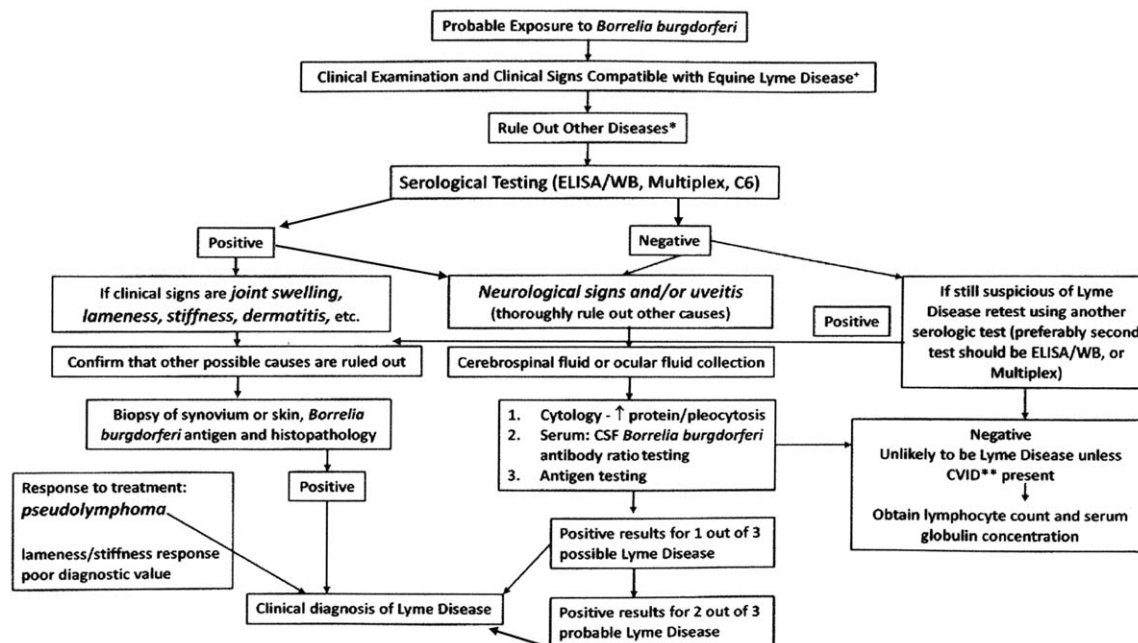 Probable Exposure to Borrelia burgdorferi
Clinical Examination and Clinical Signs Compatible with Equine Lyme Disease⁺
Rule Out Other Diseases*
Serological Testing (ELISA/WB, Multiplex, C6)
Positive
Negative
If clinical signs are joint swelling,
lameness, stiffness, dermatitis, etc.
Neurological signs and/or uveitis
(thoroughly rule out other causes)
Positive
If still suspicious of Lyme
Disease retest using another
serologic test (preferably second
test should be ELISA/WB, or
Multiplex)
Confirm that other possible causes are ruled out
Cerebrospinal fluid or ocular fluid collection
Biopsy of synovium or skin, Borrelia
burgdorferi antigen and histopathology
1. Cytology - ↑ protein/pleocytosis
2. Serum: CSF Borrelia burgdorferi
antibody ratio testing
3. Antigen testing
Negative
Unlikely to be Lyme Disease unless
CVID** present
Obtain lymphocyte count and serum
globulin concentration
Positive
Response to treatment:
pseudolymphoma
lameness/stiffness response
poor diagnostic value
Positive results for 1 out of 3
possible Lyme Disease
Clinical diagnosis of Lyme Disease
Positive results for 2 out of 3
probable Lyme Disease